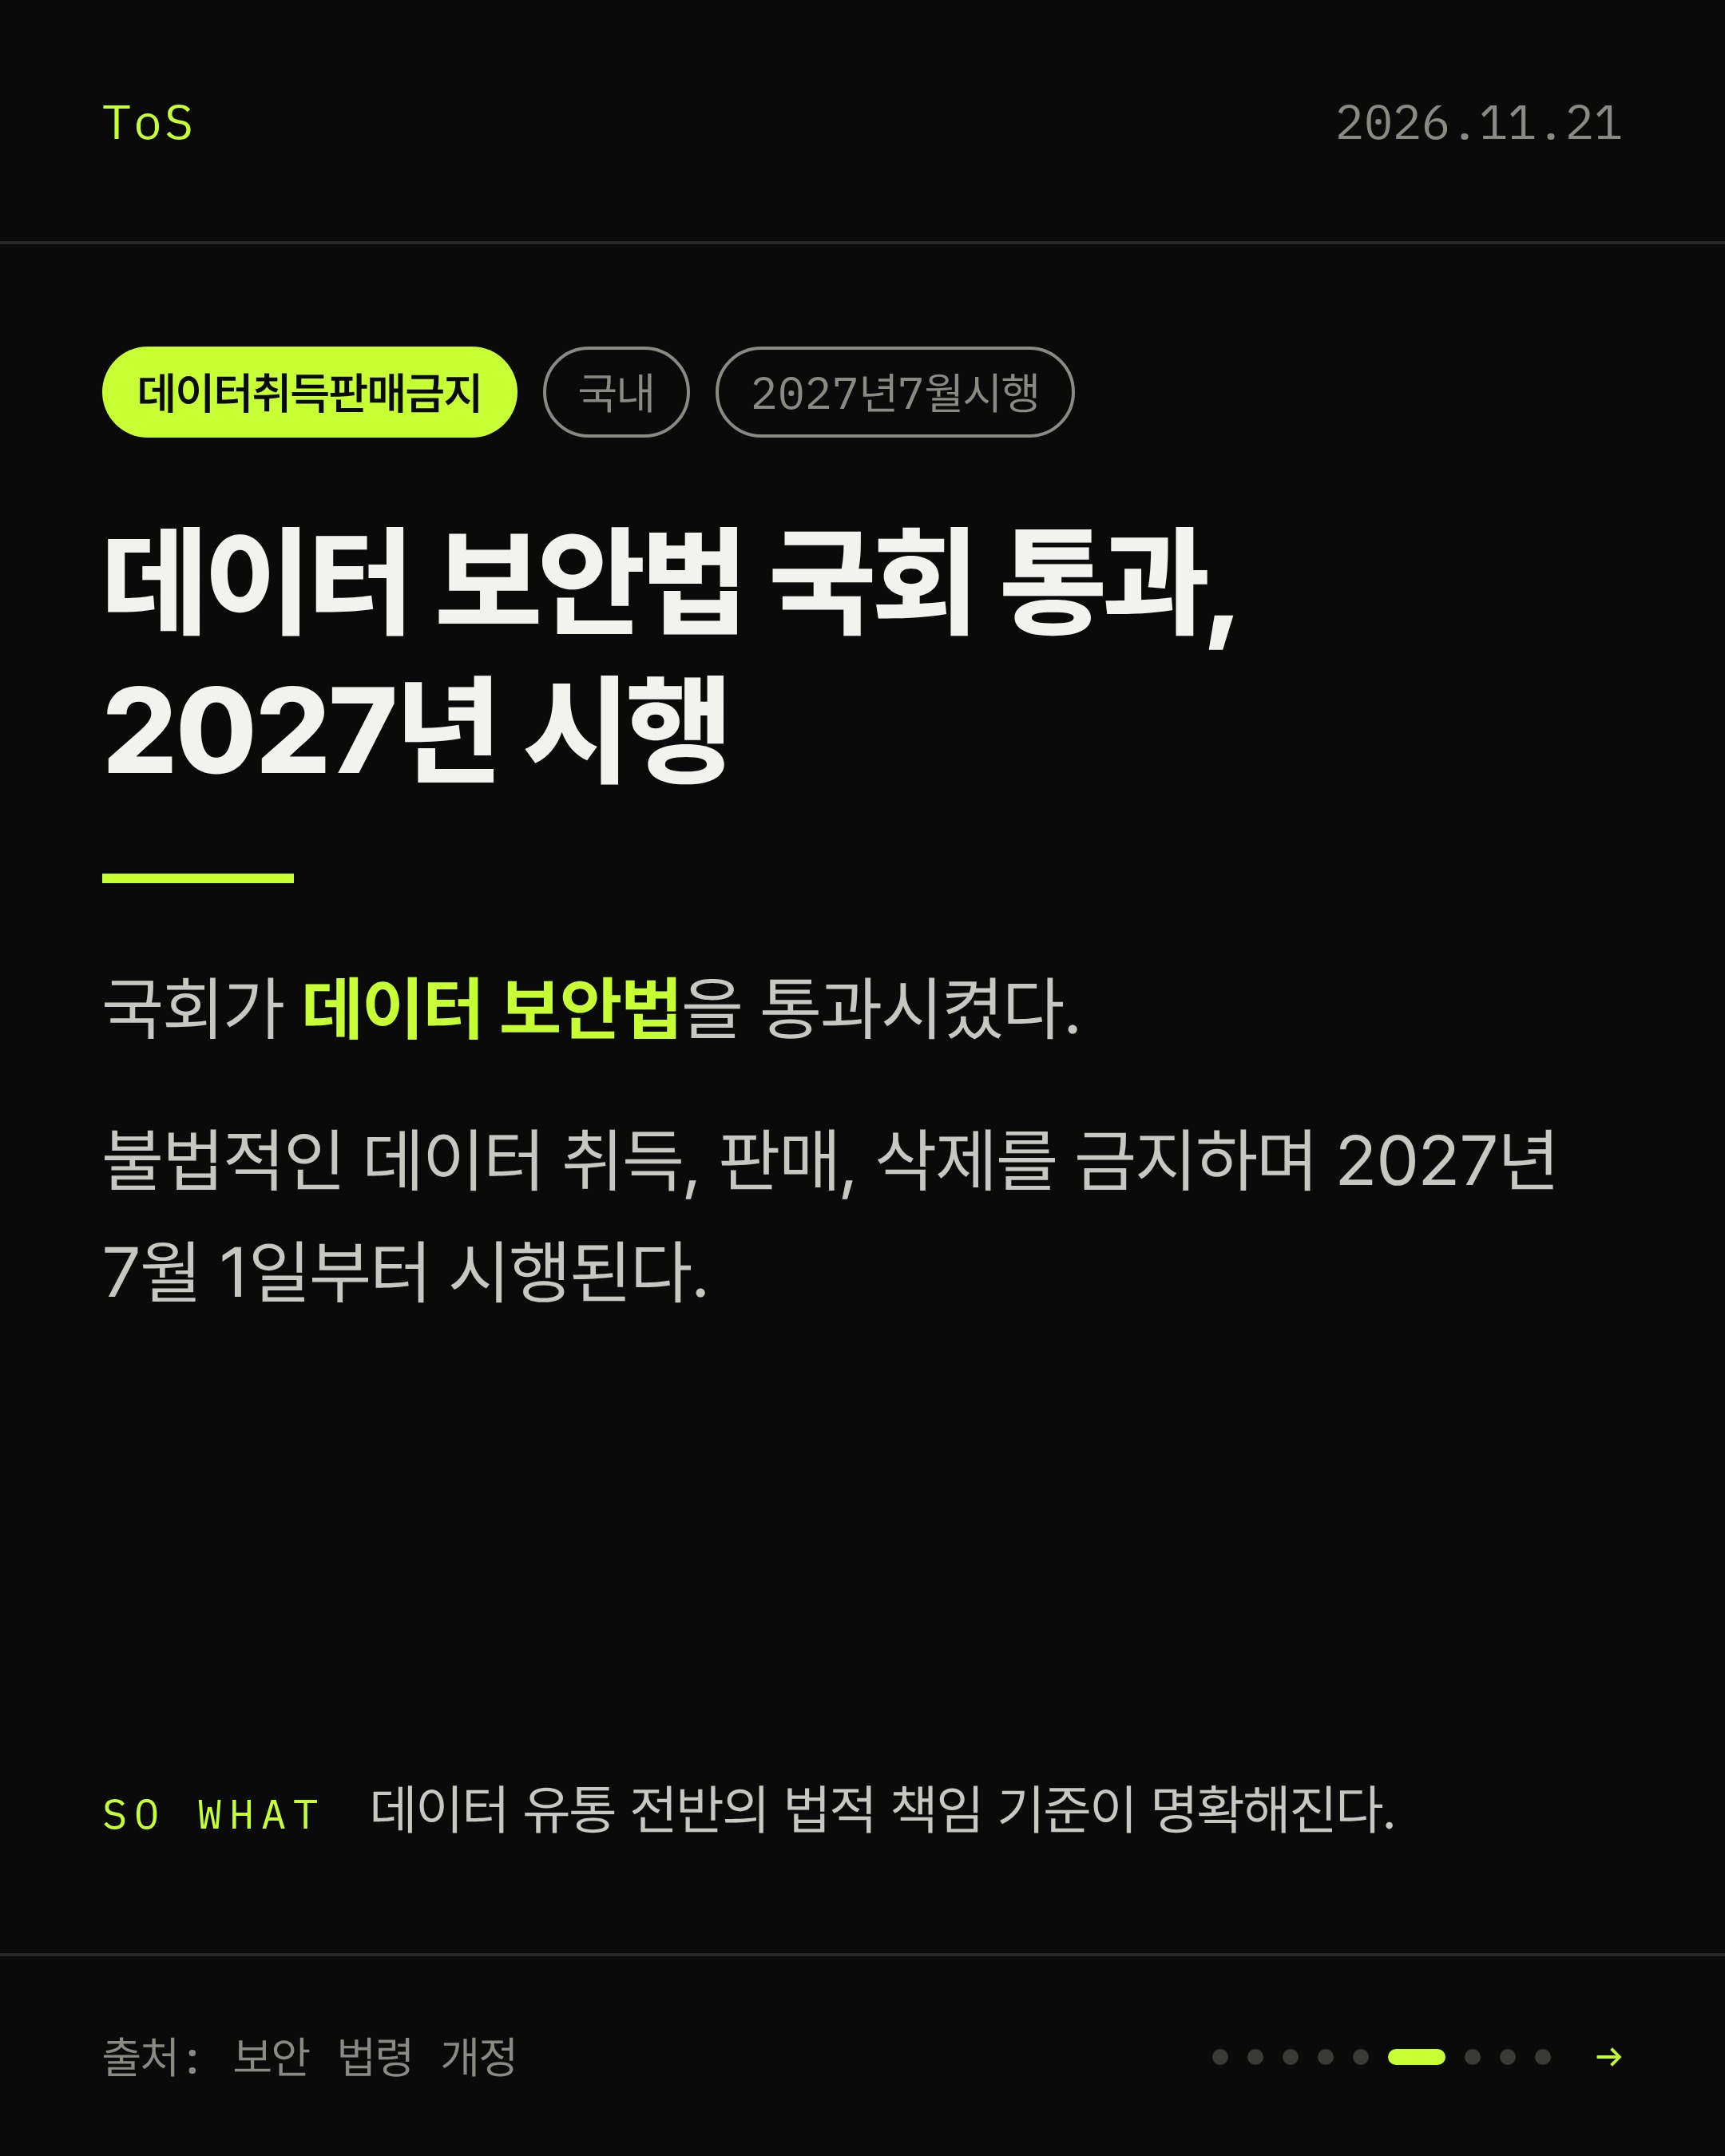 ToS
2026.11.21
데이터취득판매금지
국내
2027년7월시행
데이터 보안법 국회 통과,
2027년 시행
국회가 데이터 보안법을 통과시켰다.
불법적인 데이터 취득, 판매, 삭제를 금지하며 2027년
7월 1일부터 시행된다.
SO WHAT 데이터 유통 전반의 법적 책임 기준이 명확해진다.
출처: 보안 법령 개정